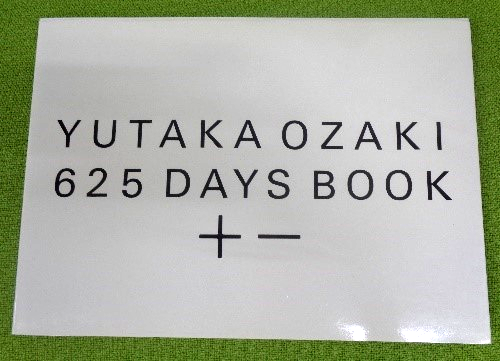 YUTAKA OZAKI
625 DAYS BOOK
+ −